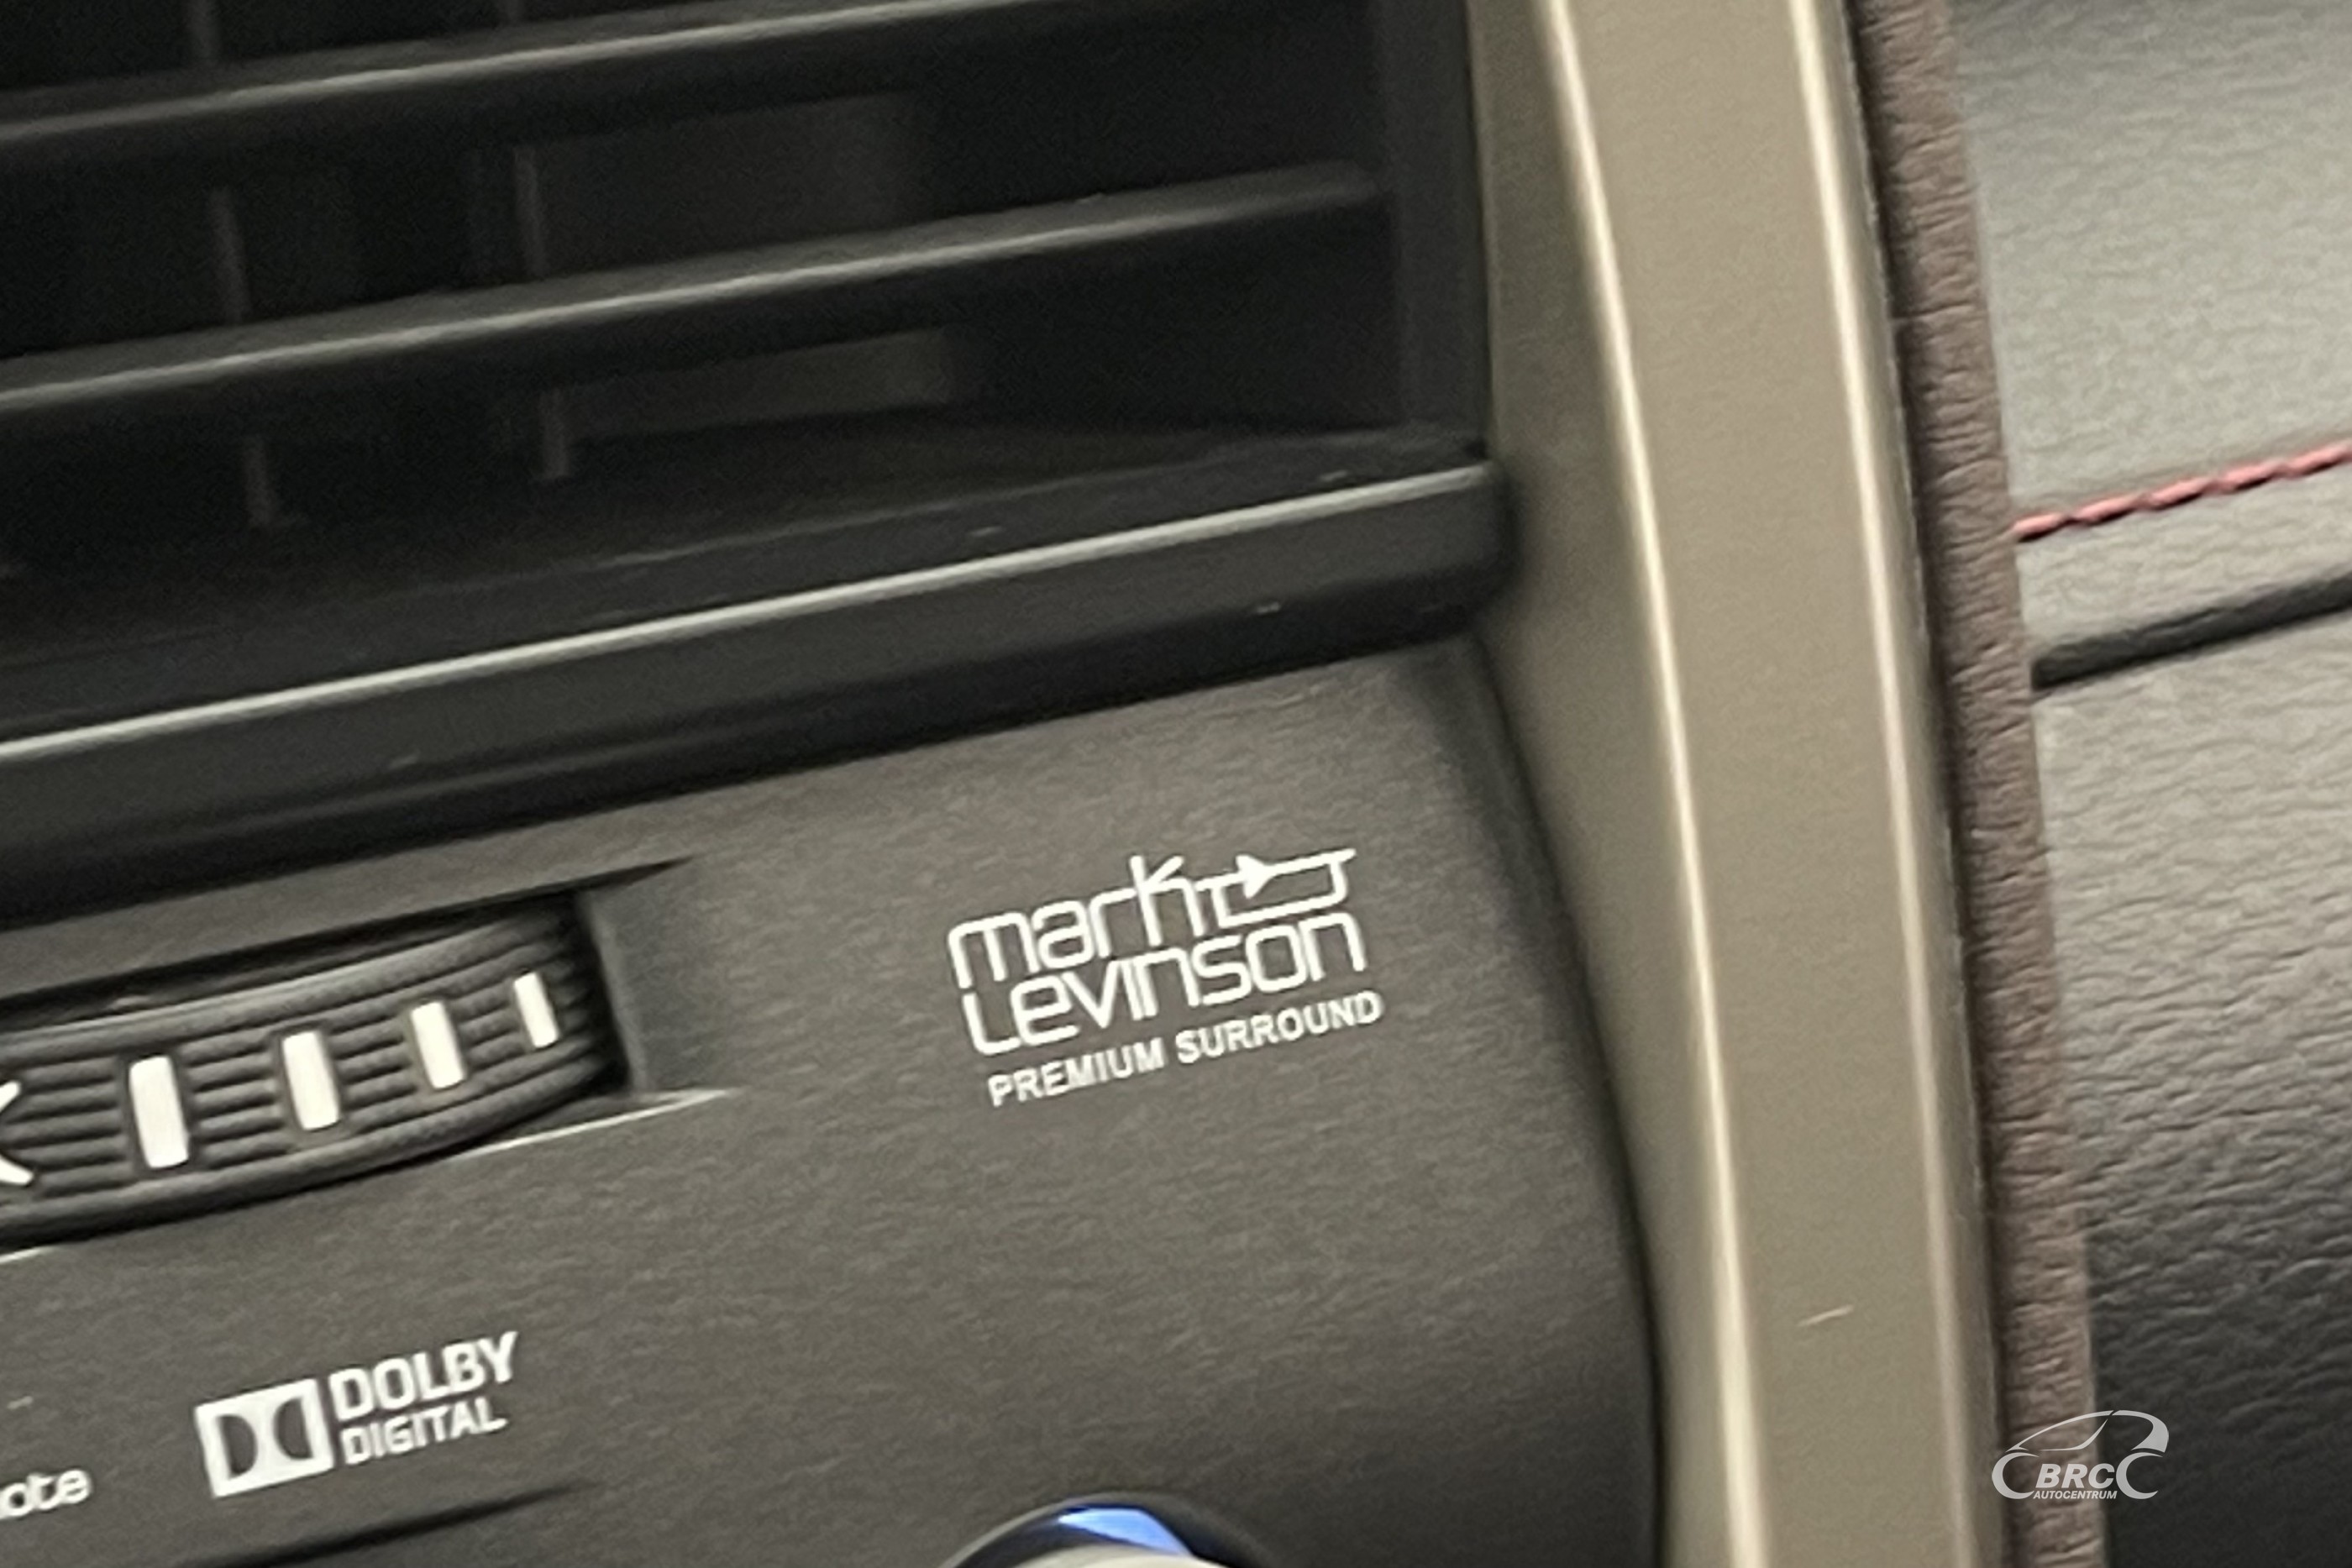 mark
Levinson
PREMIUM SURROUND
DOLBY
DIGITAL
BRC
AUTOCENTRUM